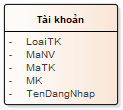 Tài khoản
- LoaiTK
- MaNV
- MaTK
- MK
- TenDangNhap